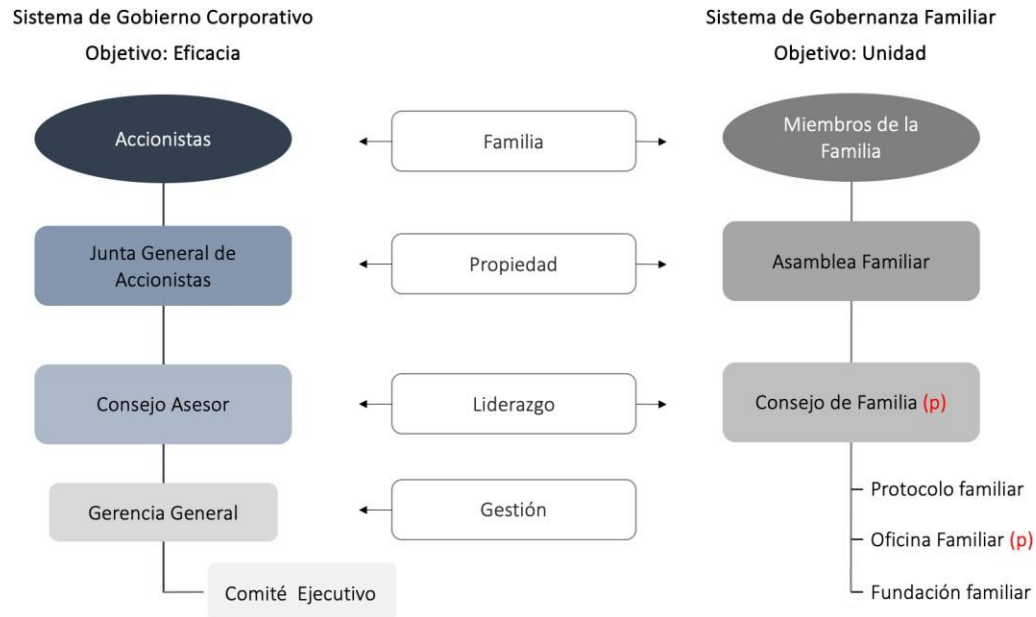 Sistema de Gobierno Corporativo
Objetivo: Eficacia
Sistema de Gobernanza Familiar
Objetivo: Unidad
Accionistas
Familia
Miembros de la
Familia
Junta General de
Accionistas
Propiedad
Asamblea Familiar
Consejo Asesor
Liderazgo
Consejo de Familia (p)
Gerencia General
Gestión
Protocolo familiar
Oficina Familiar (p)
Comité Ejecutivo
Fundación familiar